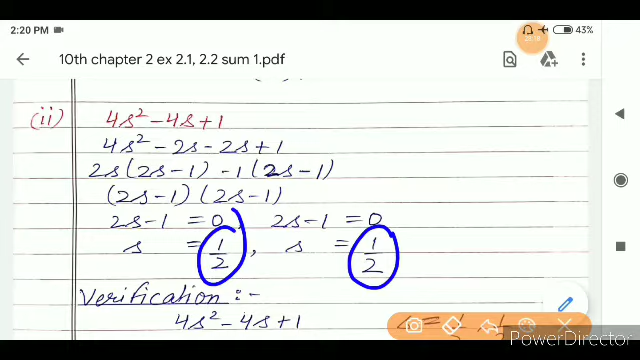 2:20 PM
43%
10th chapter 2 ex 2.1, 2.2 sum 1.pdf
(ii) 4s² - 4s + 1
4s² - 2s - 2s + 1
2s(2s - 1) - 1(2s - 1)
(2s - 1) (2s - 1)
2s - 1 = 0, 2s - 1 = 0
s = 1/2, s = 1/2
Verification :-
4s² - 4s + 1
PowerDirector